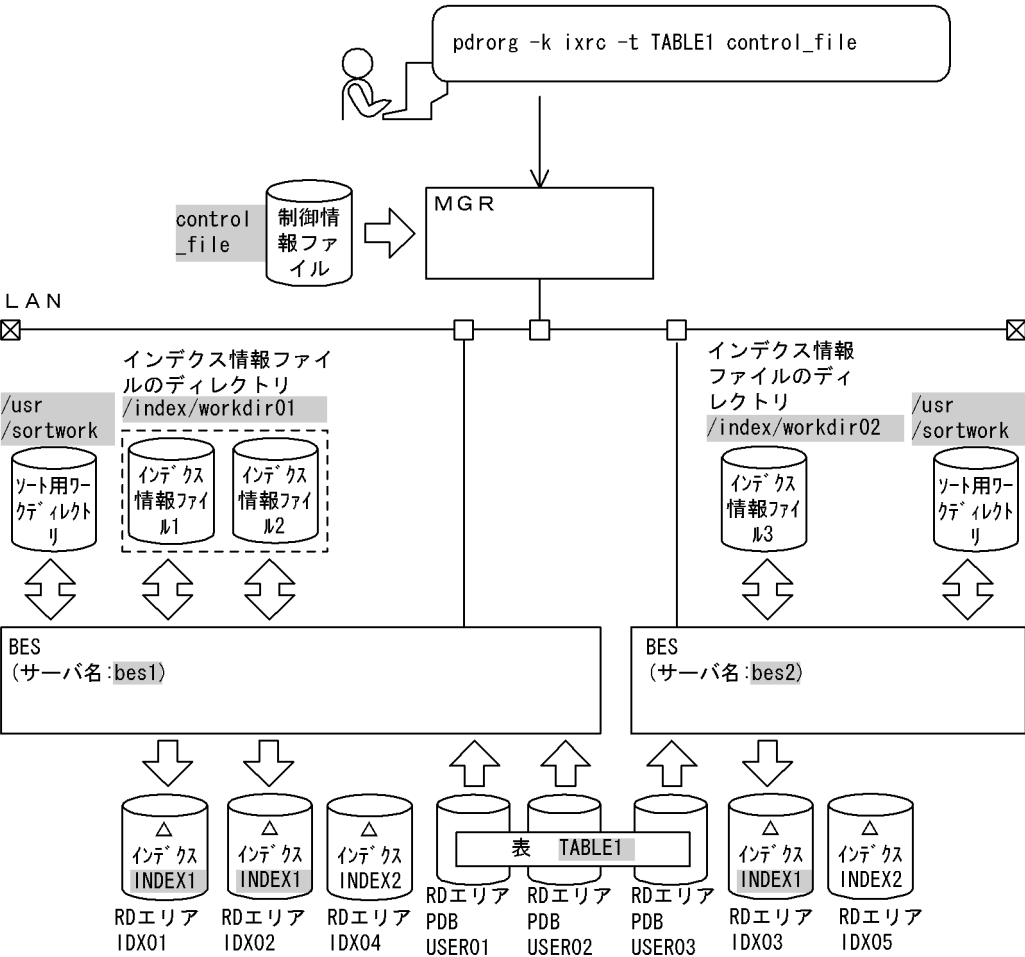 pdrorg -k ixrc -t TABLE1 control_file
MGR
control
_file
制御情
報ファ
イル
LAN
インデクス情報ファイ
ルのディレクトリ
/index/workdir01
インデクス情報
ファイルのディ
レクトリ
/index/workdir02
/usr
/sortwork
/usr
/sortwork
ソート用ワー
クディレクト
リ
インデクス
情報ファイ
ル1
インデクス
情報ファイ
ル2
インデクス
情報ファイ
ル3
ソート用ワー
クディレクト
リ
BES
(サーバ名:bes1)
BES
(サーバ名:bes2)
△
インデクス
INDEX1
△
インデクス
INDEX1
△
インデクス
INDEX2
表 TABLE1
△
インデクス
INDEX1
△
インデクス
INDEX2
RDエリア
IDX01
RDエリア
IDX02
RDエリア
IDX04
RDエリア
PDB
USER01
RDエリア
PDB
USER02
RDエリア
PDB
USER03
RDエリア
IDX03
RDエリア
IDX05